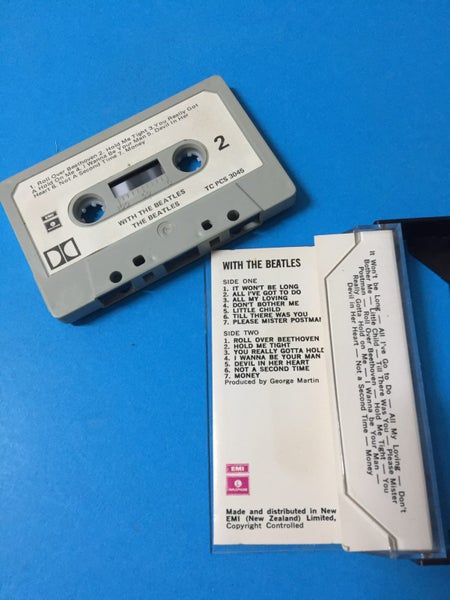 1. Roll Over Beethoven 2. Hold Me Tight 3. You Really Got
A Hold On Me 4. I Wanna Be Your Man 5. Devil In Her
Heart 6. Not A Second Time 7. Money
2
EMI
WITH THE BEATLES
THE BEATLES
TC PCS 3045
WITH THE BEATLES
SIDE ONE
1. IT WON'T BE LONG
2. ALL I'VE GOT TO DO
3. ALL MY LOVING
4. DON'T BOTHER ME
5. LITTLE CHILD
6. TILL THERE WAS YOU
7. PLEASE MISTER POSTMA
SIDE TWO
1. ROLL OVER BEETHOVEN
2. HOLD ME TIGHT
3. YOU REALLY GOTTA HOLD
4. I WANNA BE YOUR MAN
5. DEVIL IN HER HEART
6. NOT A SECOND TIME
7. MONEY
Produced by George Martin
EMI
Made and distributed in New
EMI (New Zealand) Limited,
Copyright Controlled
It Won't be Long — All I've Got to Do — All My Loving — Don't
Bother Me — Little Child — Till There Was You — Please Mister
Postman — Roll Over Beethoven — Hold Me Tight — You
Really Gotta Hold on Me — I Wanna be Your Man —
Devil in Her Heart — Not a Second Time — Money